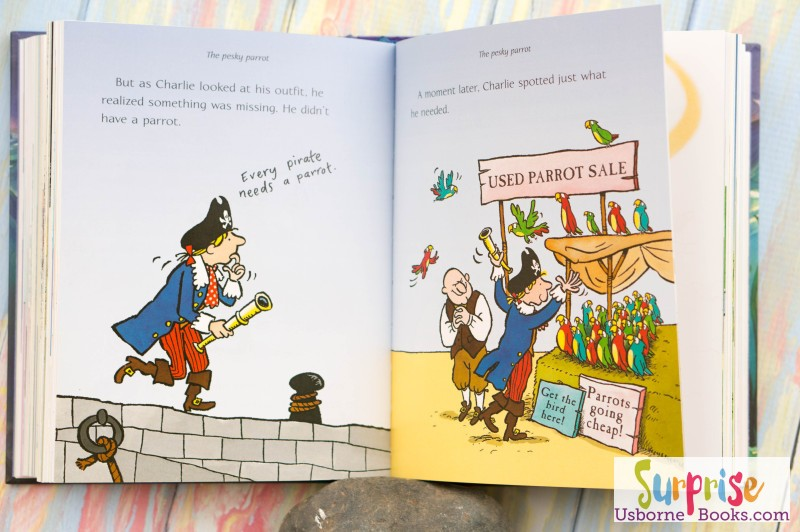 The pesky parrot
But as Charlie looked at his outfit, he
realized something was missing. He didn't
have a parrot.
Every pirate
needs a parrot.
The pesky parrot
A moment later, Charlie spotted just what
he needed.
USED PARROT SALE
Get the
bird
here!
Parrots
going
cheap!
Surprise
UsborneBooks.com